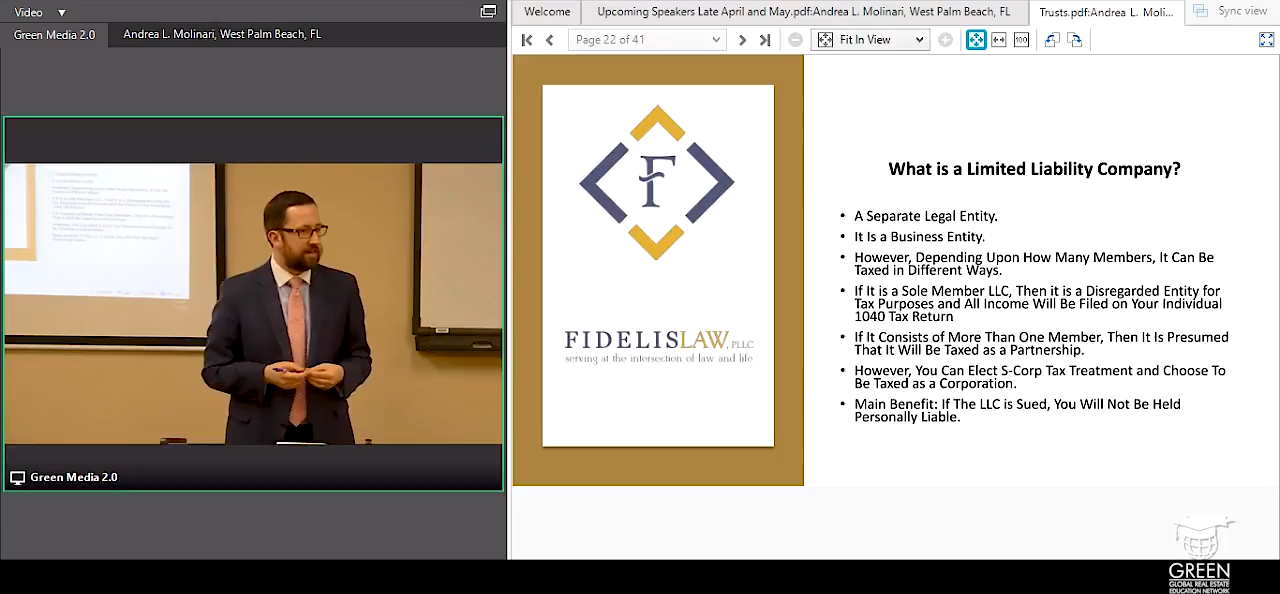 Video
Green Media 2.0
Andrea L. Molinari, West Palm Beach, FL
Green Media 2.0
Welcome
Upcoming Speakers Late April and May.pdf:Andrea L. Molinari, West Palm Beach, FL
Trusts.pdf:Andrea L. Moli...
Sync view
Page 22 of 41
Fit In View
100
F
FIDELISLAW, PLLC
serving at the intersection of law and life
What is a Limited Liability Company?
• A Separate Legal Entity.
• It Is a Business Entity.
• However, Depending Upon How Many Members, It Can Be
Taxed in Different Ways.
• If It is a Sole Member LLC, Then it is a Disregarded Entity for
Tax Purposes and All Income Will Be Filed on Your Individual
1040 Tax Return
• If It Consists of More Than One Member, Then It Is Presumed
That It Will Be Taxed as a Partnership.
• However, You Can Elect S-Corp Tax Treatment and Choose To
Be Taxed as a Corporation.
• Main Benefit: If The LLC is Sued, You Will Not Be Held
Personally Liable.
GREEN
GLOBAL REAL ESTATE
EDUCATION NETWORK